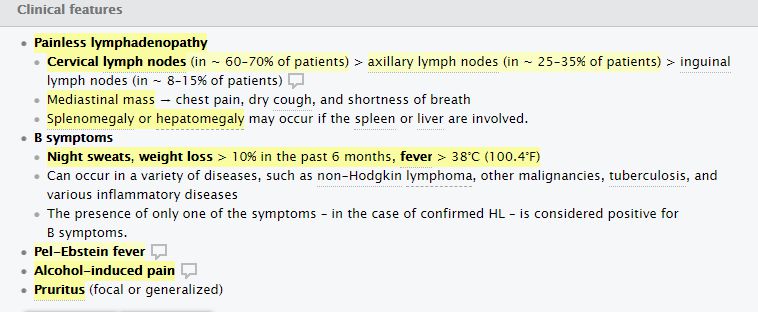 Clinical features
• Painless lymphadenopathy
• Cervical lymph nodes (in ~ 60-70% of patients) > axillary lymph nodes (in ~ 25-35% of patients) > inguinal
lymph nodes (in ~ 8-15% of patients)
• Mediastinal mass → chest pain, dry cough, and shortness of breath
• Splenomegaly or hepatomegaly may occur if the spleen or liver are involved.
• B symptoms
• Night sweats, weight loss > 10% in the past 6 months, fever > 38°C (100.4°F)
• Can occur in a variety of diseases, such as non-Hodgkin lymphoma, other malignancies, tuberculosis, and
various inflammatory diseases
• The presence of only one of the symptoms – in the case of confirmed HL – is considered positive for
B symptoms.
• Pel-Ebstein fever
• Alcohol-induced pain
• Pruritus (focal or generalized)